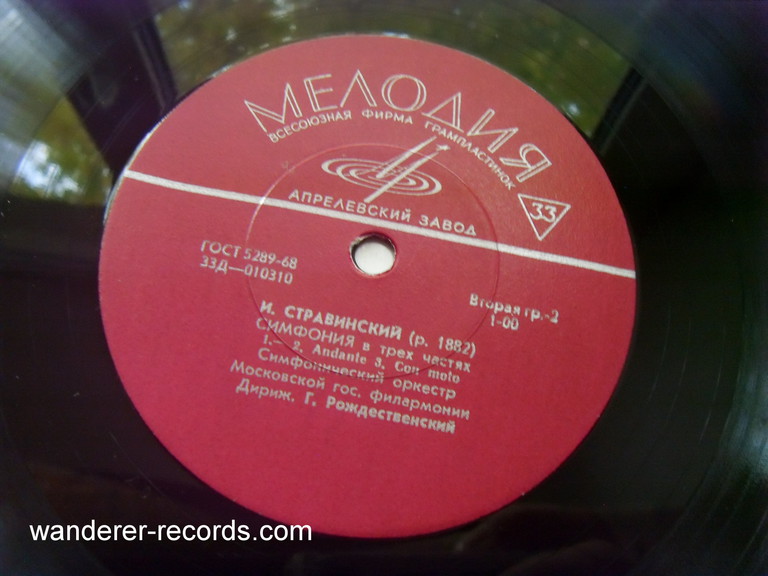 МЕЛОДИЯ
ВСЕСОЮЗНАЯ ФИРМА ГРАМПЛАСТИНОК
33
АПРЕЛЕВСКИЙ ЗАВОД
ГОСТ 5289-68
33Д—010310
Вторая гр.-2
1-00
И. СТРАВИНСКИЙ (р. 1882)
СИМФОНИЯ в трех частях
1.— 2. Andante 3. Con moto
Симфонический оркестр
Московской гос. филармонии
Дириж. Г. Рождественский
wanderer-records.com